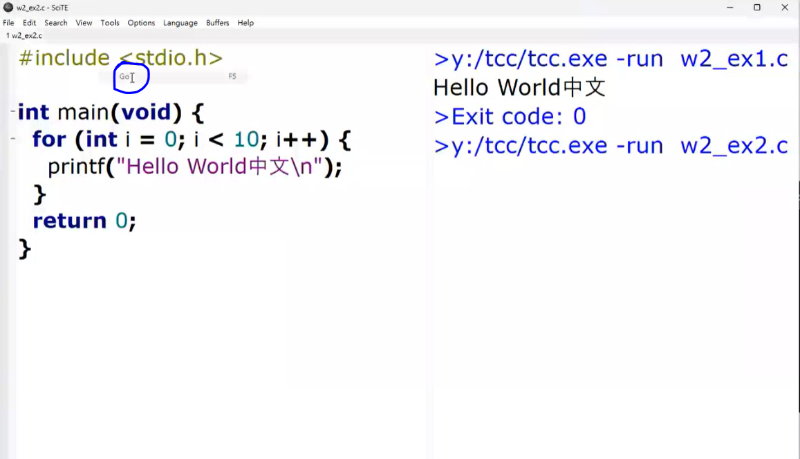 w2_ex2.c - SciTE
File Edit Search View Tools Options Language Buffers Help
1 w2_ex2.c
#include <stdio.h>
Go F5
int main(void) {
for (int i = 0; i < 10; i++) {
printf("Hello World中文\n");
}
return 0;
}
>y:/tcc/tcc.exe -run w2_ex1.c
Hello World中文
>Exit code: 0
>y:/tcc/tcc.exe -run w2_ex2.c